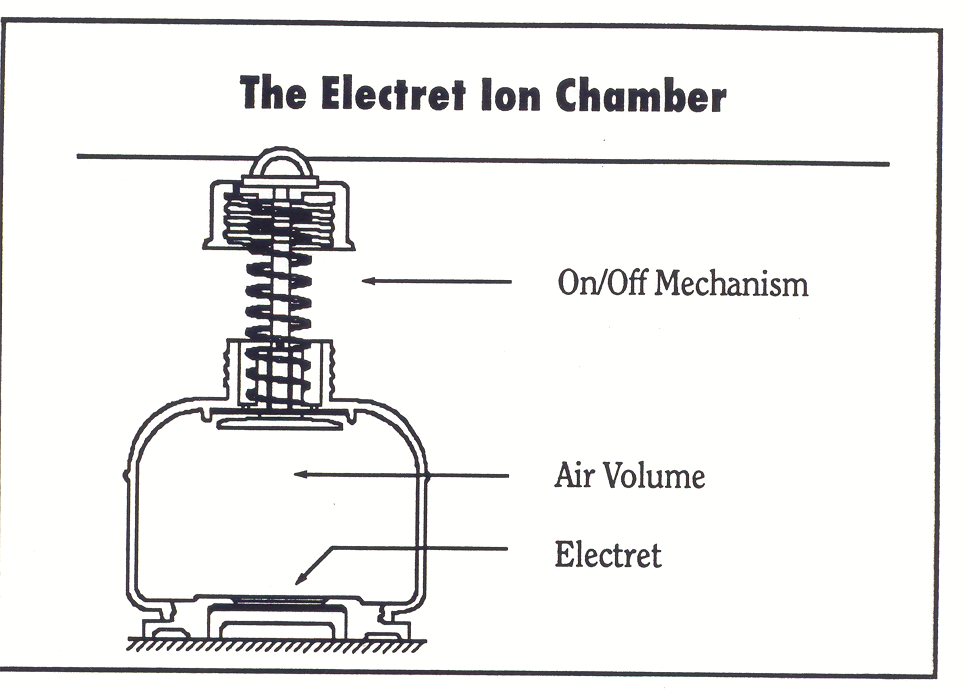 The Electret Ion Chamber
On/Off Mechanism
Air Volume
Electret